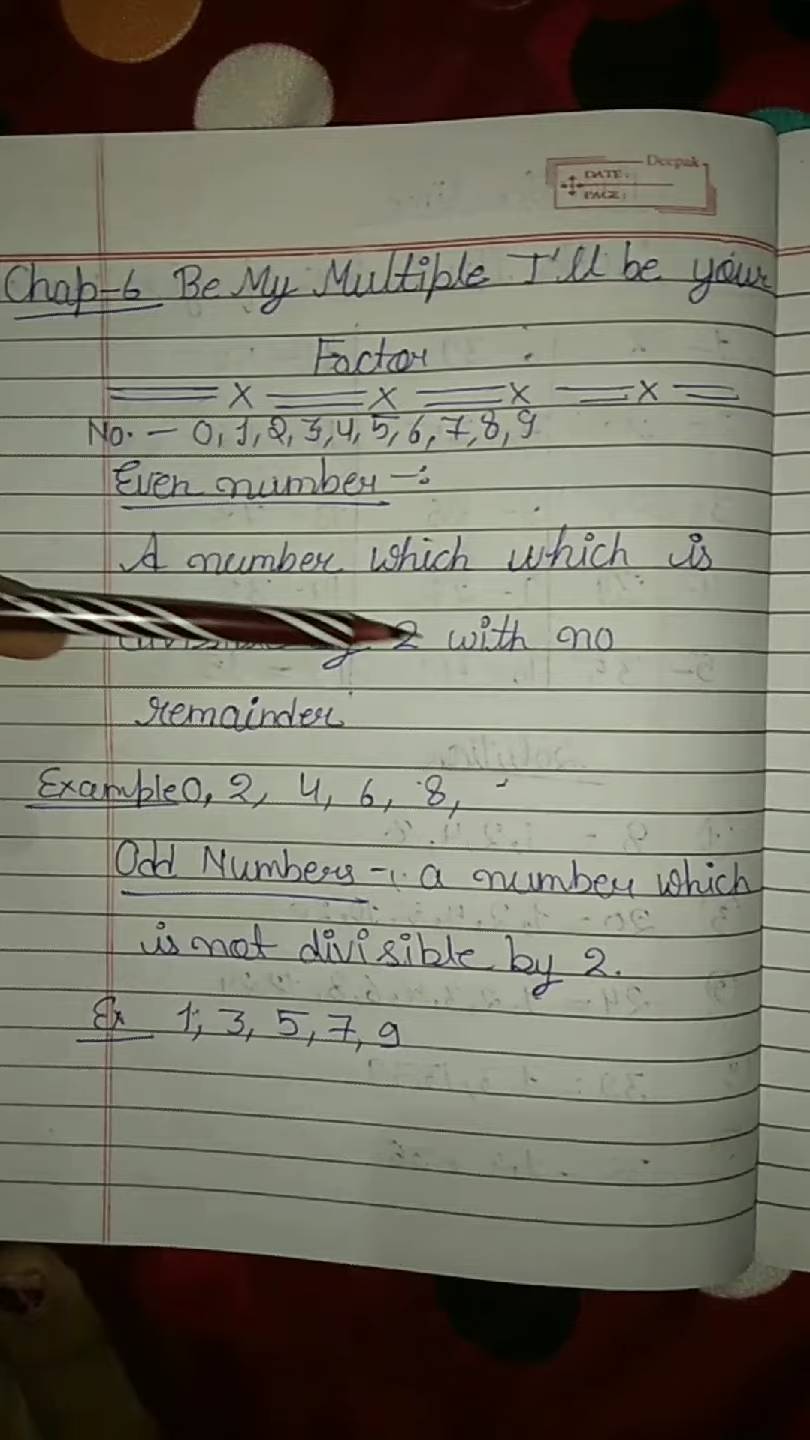 Deepak
DATE:
PAGE:
Chap-6 Be My Multiple I'll be your
Factor
No. - 0, 1, 2, 3, 4, 5, 6, 7, 8, 9
Even number -:
A number which which is
2 with no
remainder
Example 0, 2, 4, 6, 8,
Odd Numbers -: a number which
is not divisible by 2.
Ex 1, 3, 5, 7, 9